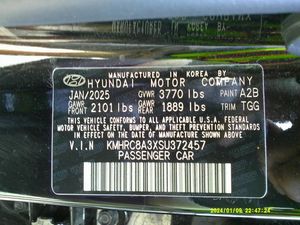 MANUFACTURED IN KOREA BY
HYUNDAI MOTOR COMPANY
JAN/2025 GVWR 3770 lbs PAINT A2B
GAWR FRONT 2101 lbs GAWR REAR 1889 lbs TRIM TGG
THIS VEHICLE CONFORMS TO ALL APPLICABLE
U.S. FEDERAL MOTOR VEHICLE
SAFETY, BUMPER, AND THEFT PREVENTION
STANDARDS IN EFFECT ON THE DATE OF
MANUFACTURE SHOWN ABOVE.
V.I.N KMHRC8A3XSU372457
PASSENGER CAR
2024/01/09 22:47:24